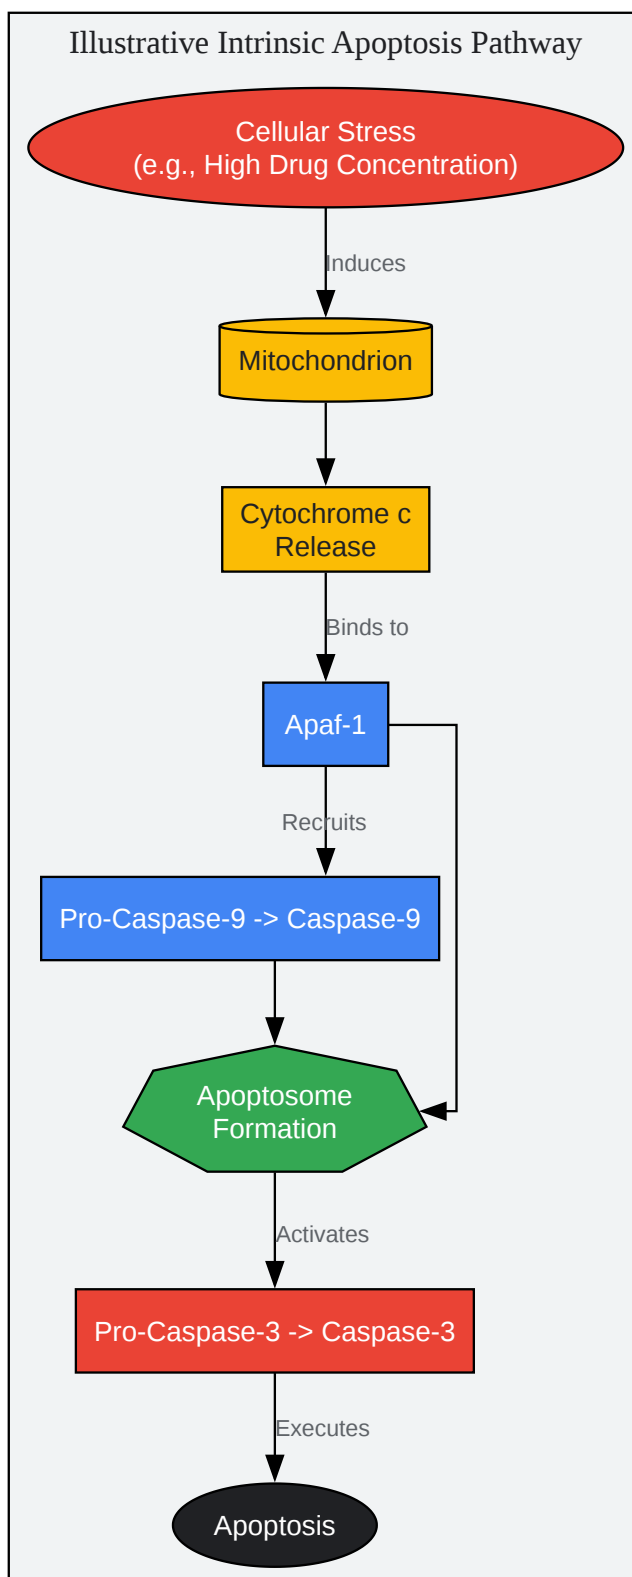 Illustrative Intrinsic Apoptosis Pathway
Cellular Stress
(e.g., High Drug Concentration)
Induces
Mitochondrion
Cytochrome c
Release
Binds to
Apaf-1
Recruits
Pro-Caspase-9 -> Caspase-9
Apoptosome
Formation
Activates
Pro-Caspase-3 -> Caspase-3
Executes
Apoptosis